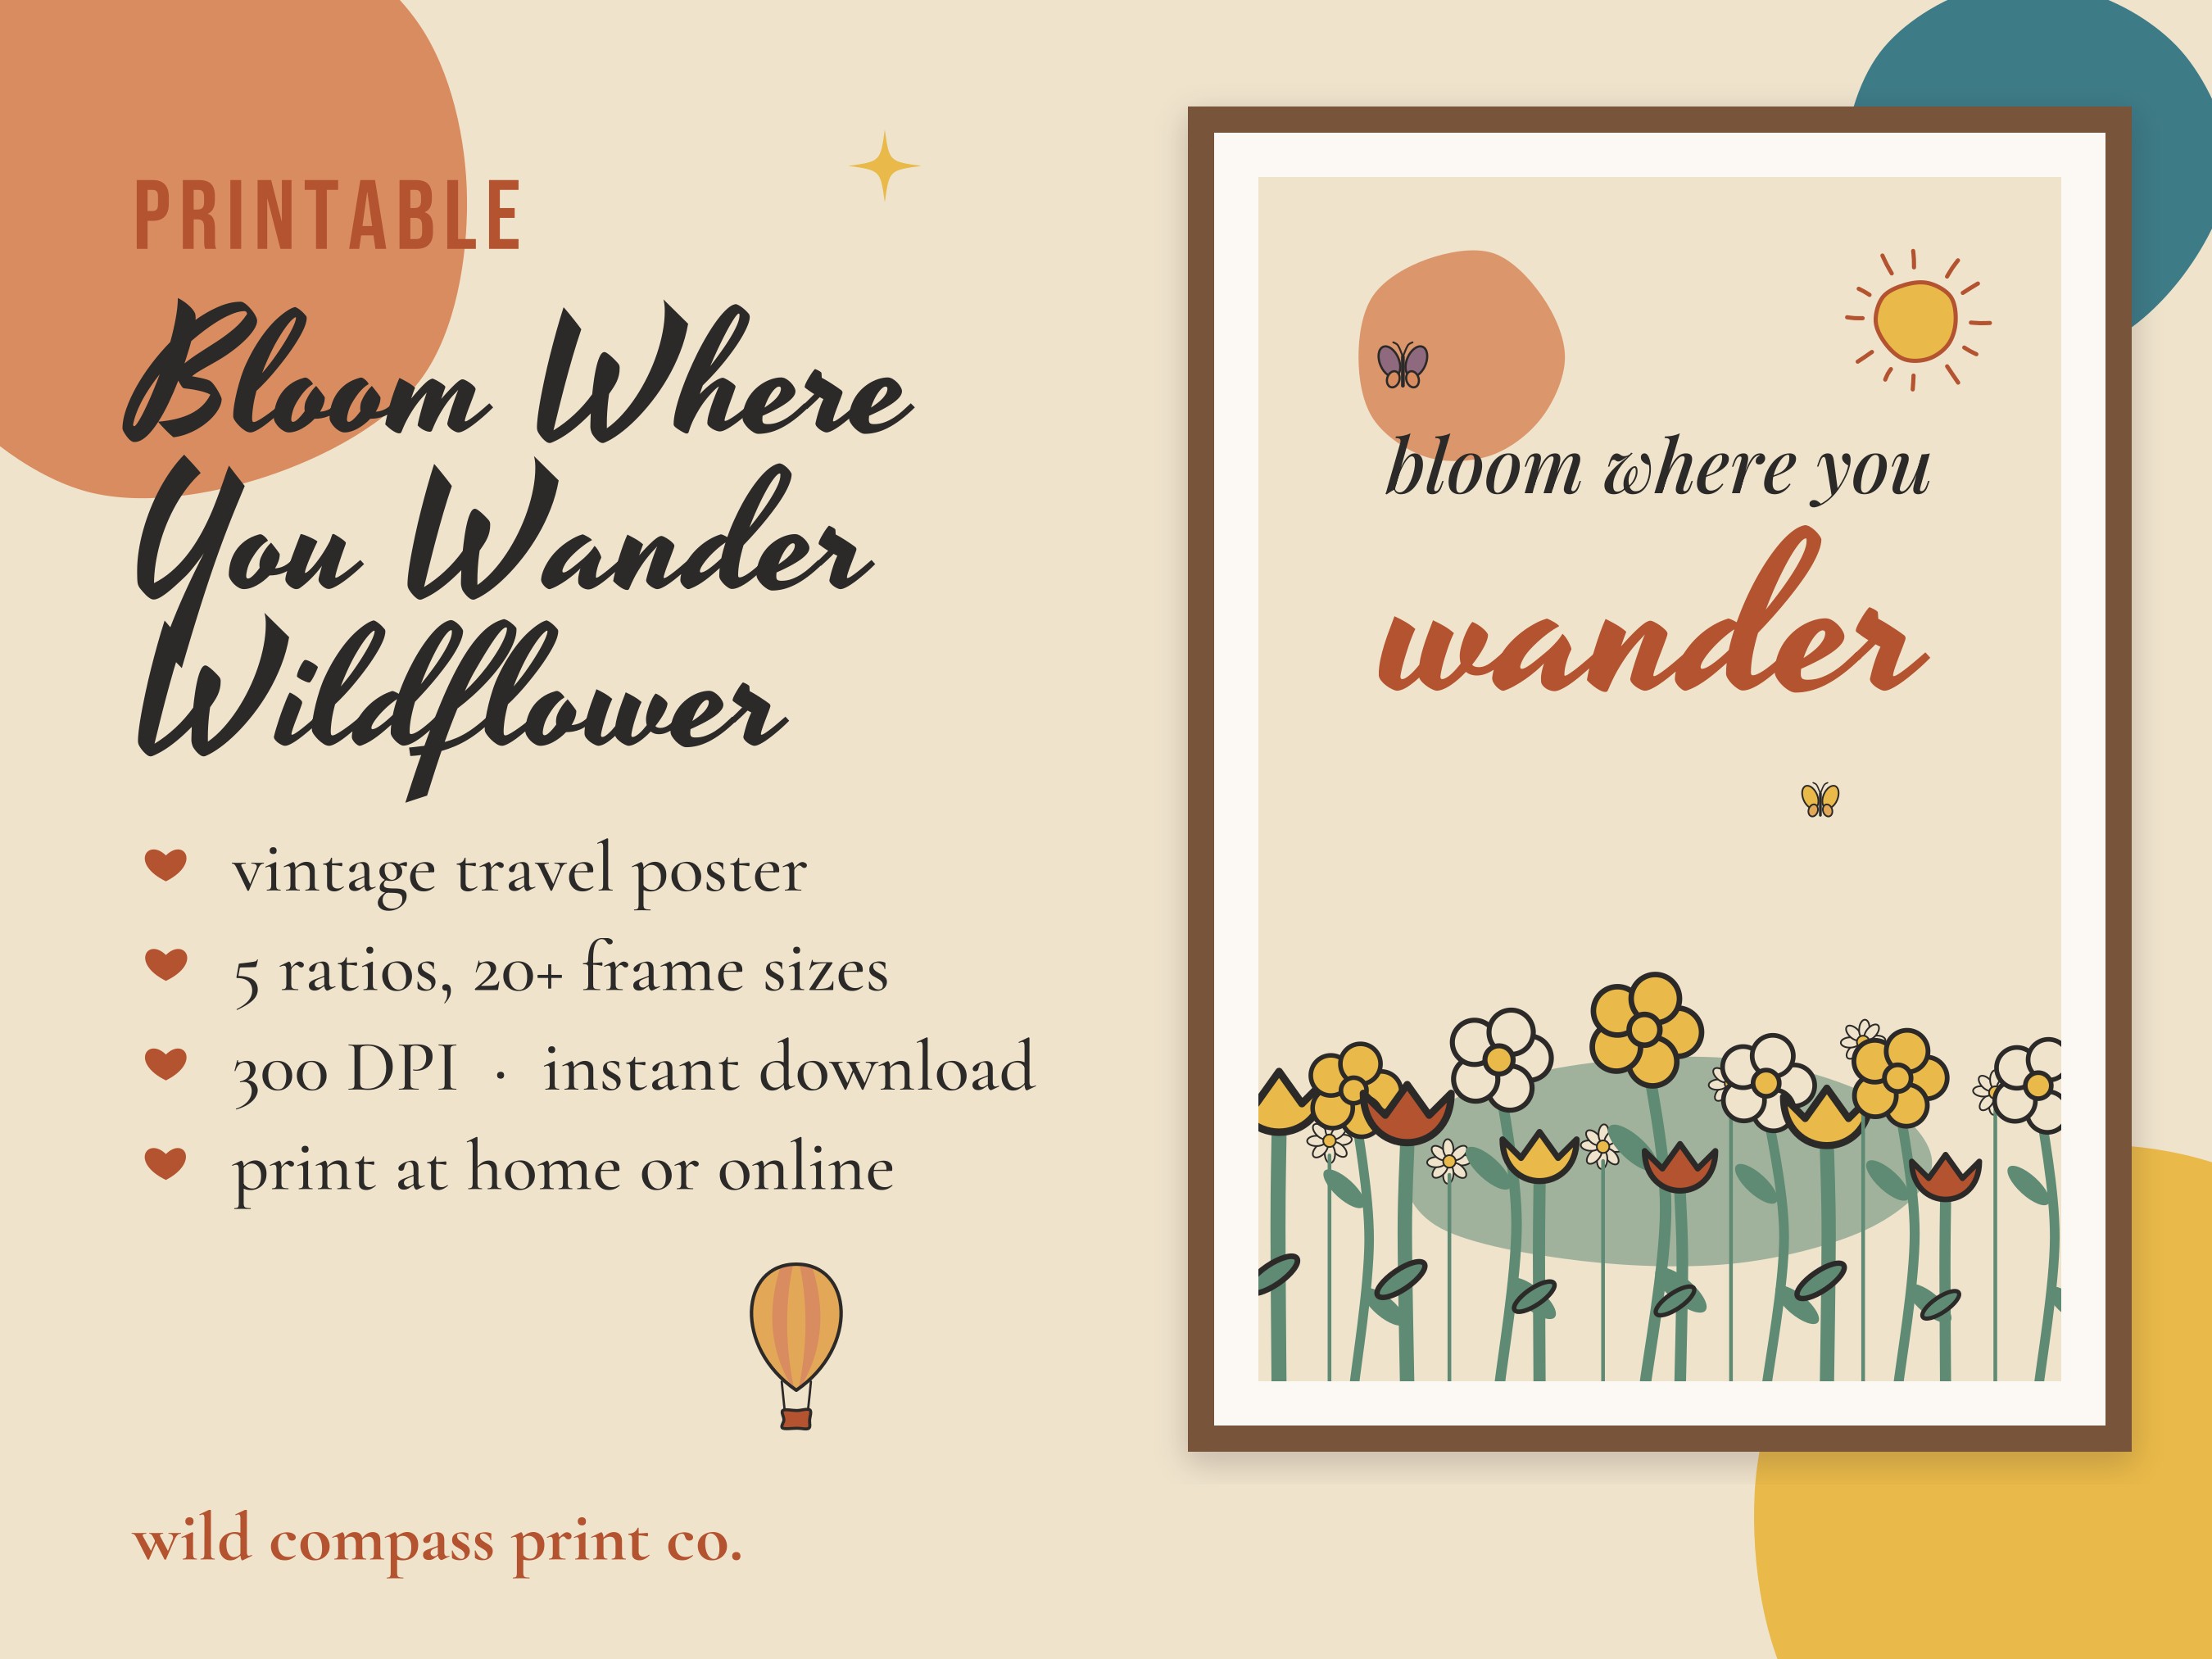 PRINTABLE
Bloom Where
You Wander
Wildflower
vintage travel poster
5 ratios, 20+ frame sizes
300 DPI · instant download
print at home or online
wild compass print co.
bloom where you
wander